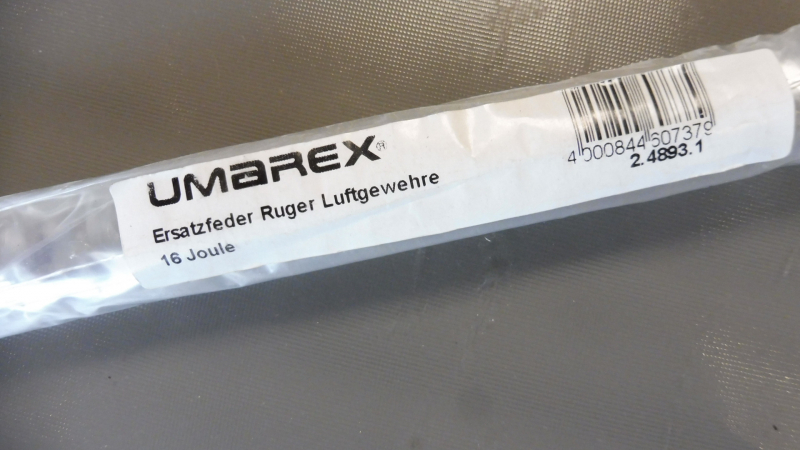 UMAREX®
Ersatzfeder Ruger Luftgewehre
16 Joule
4 000844 607379
2.4893.1